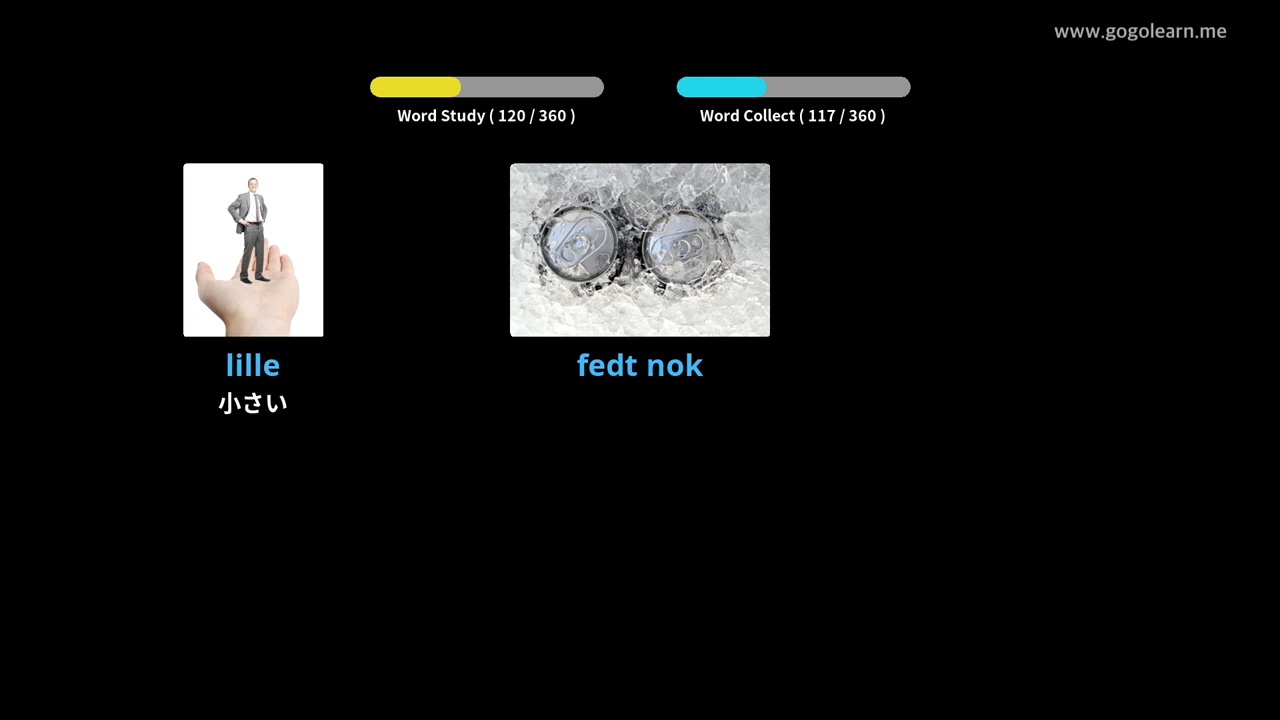 www.gogolearn.me
Word Study ( 120 / 360 )
Word Collect ( 117 / 360 )
lille
小さい
fedt nok